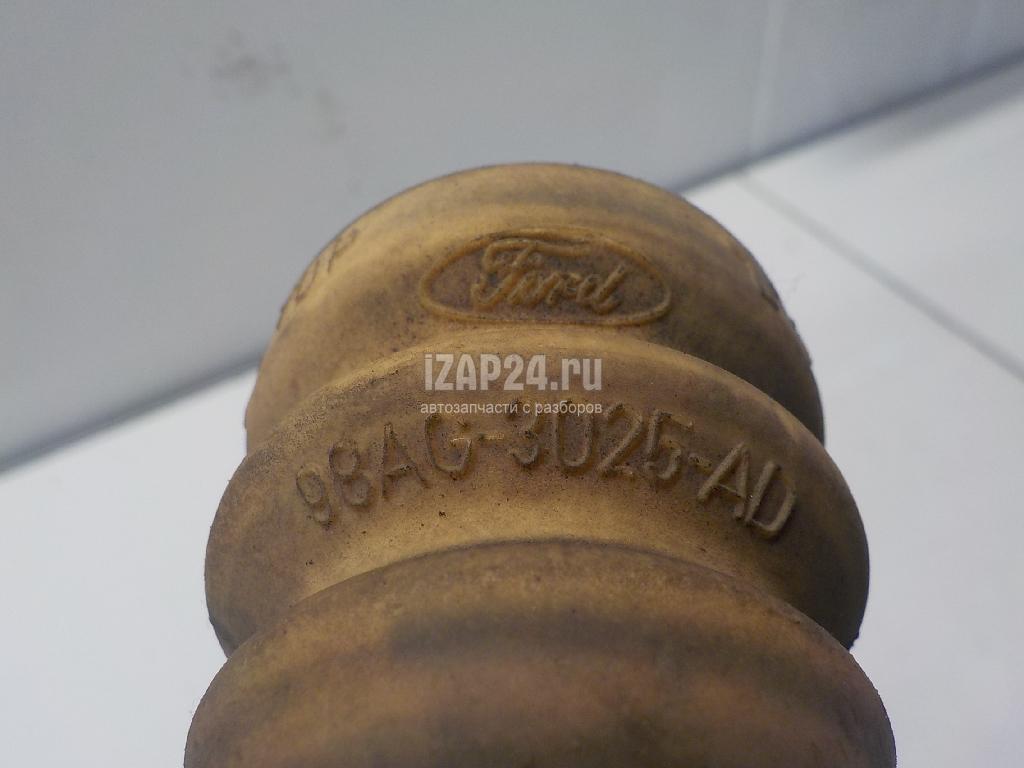 Ford
iZAP24.ru
автозапчасти с разборов
98AG-3025-AD